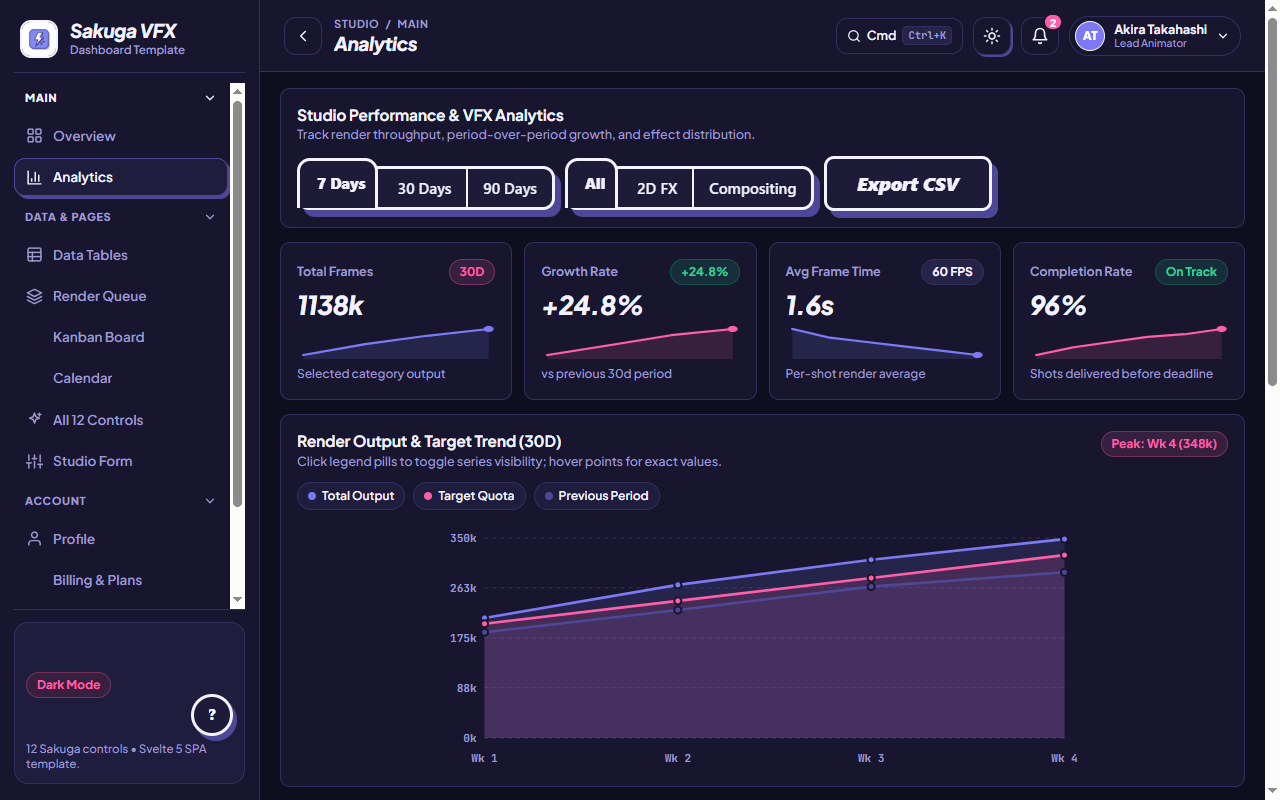 Sakuga VFX
Dashboard Template
MAIN
Overview
Analytics
DATA & PAGES
Data Tables
Render Queue
Kanban Board
Calendar
All 12 Controls
Studio Form
ACCOUNT
Profile
Billing & Plans
Dark Mode
?
12 Sakuga controls • Svelte 5 SPA
template.
STUDIO / MAIN
Analytics
Cmd Ctrl+K
2
AT
Akira Takahashi
Lead Animator
Studio Performance & VFX Analytics
Track render throughput, period-over-period growth, and effect distribution.
7 Days 30 Days 90 Days
All 2D FX Compositing
Export CSV
Total Frames 30D
1138k
Selected category output
Growth Rate +24.8%
+24.8%
vs previous 30d period
Avg Frame Time 60 FPS
1.6s
Per-shot render average
Completion Rate On Track
96%
Shots delivered before deadline
Render Output & Target Trend (30D)
Click legend pills to toggle series visibility; hover points for exact values.
Peak: Wk 4 (348k)
Total Output Target Quota Previous Period
350k
263k
175k
88k
0k
Wk 1 Wk 2 Wk 3 Wk 4